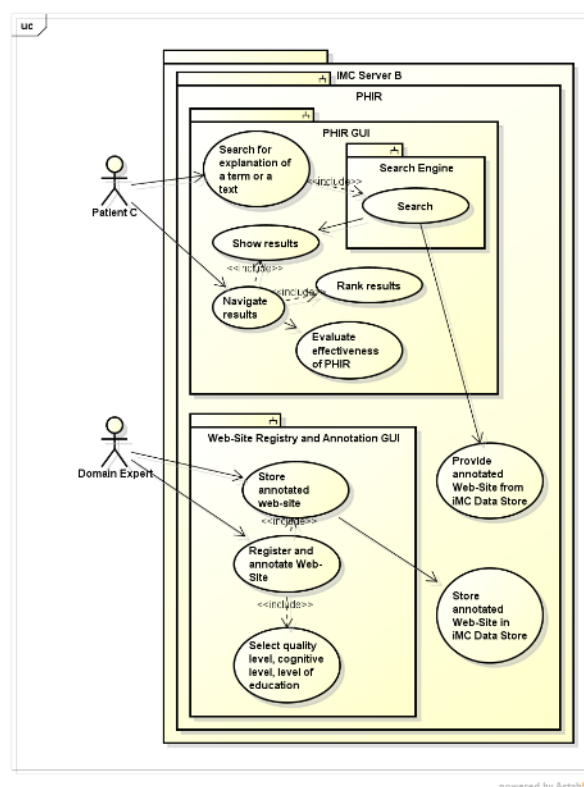 uc
IMC Server B
PHIR
PHIR GUI
Search for
explanation of
a term or a
text
<<include>>
Search Engine
Search
Patient C
Show results
<<include>>
<<include>>
Rank results
Navigate
results
Evaluate
effectiveness
of PHIR
Web-Site Registry and Annotation GUI
Domain Expert
Store
annotated
web-site
<<include>>
Provide
annotated
Web-Site from
iMC Data Store
Register and
annotate Web-
Site
<<include>>
Store
annotated
Web-Site in
iMC Data Store
Select quality
level, cognitive
level, level of
education
powered by